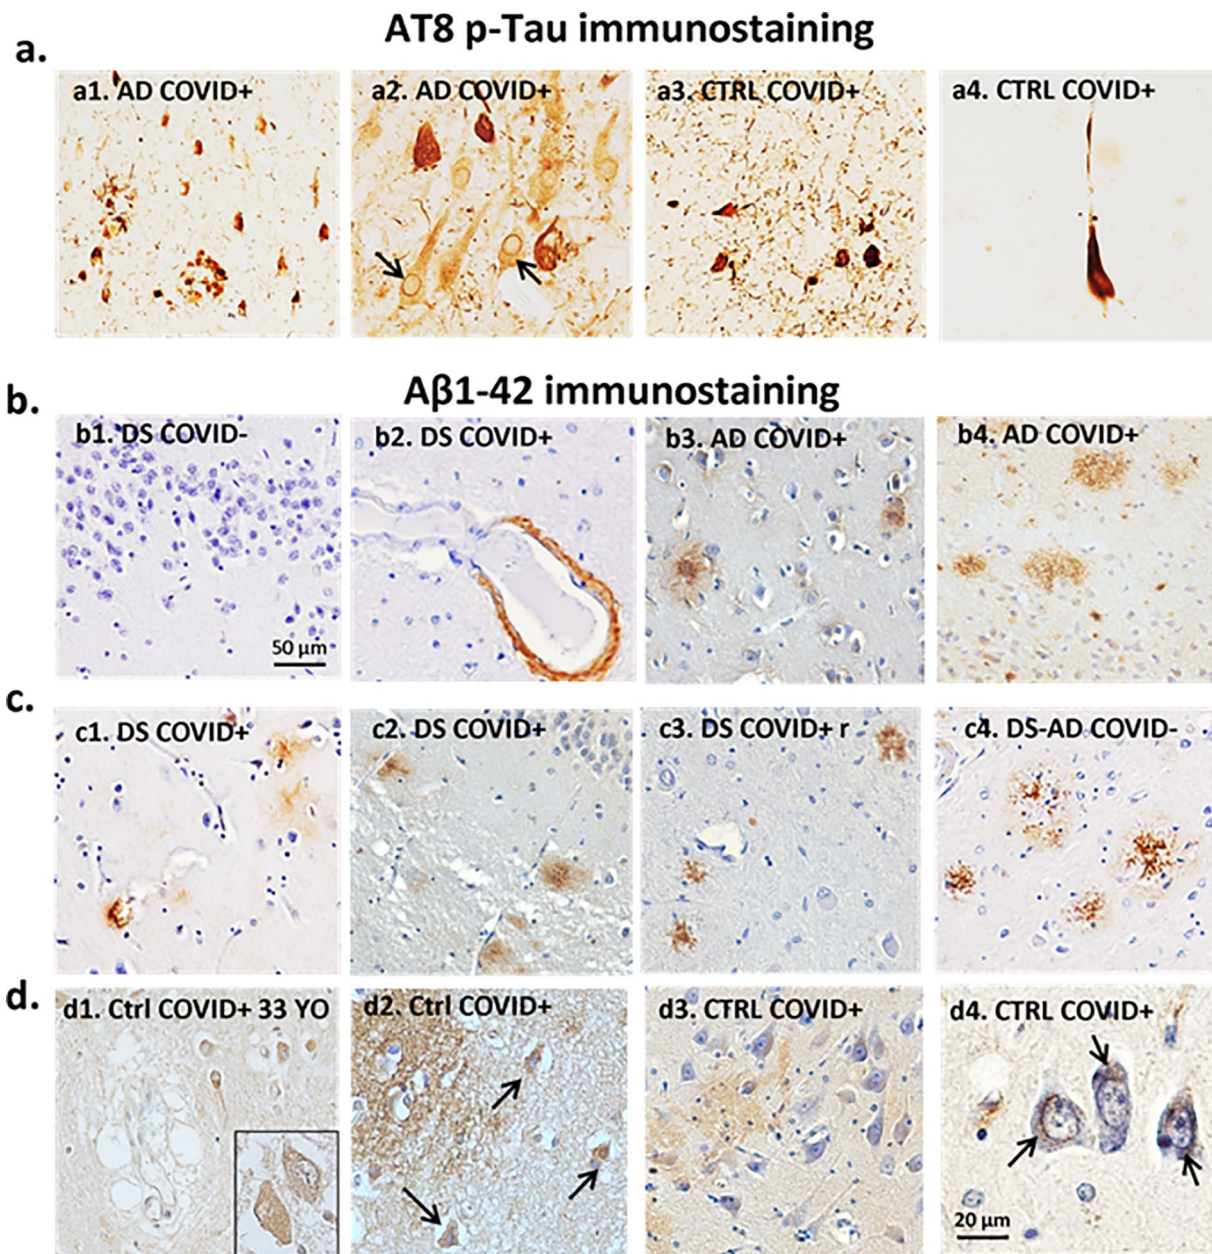 AT8 p-Tau immunostaining
a.
a1. AD COVID+
a2. AD COVID+
a3. CTRL COVID+
a4. CTRL COVID+
Aβ1-42 immunostaining
b.
b1. DS COVID-
b2. DS COVID+
b3. AD COVID+
b4. AD COVID+
50 µm
c.
c1. DS COVID+
c2. DS COVID+
c3. DS COVID+ r
c4. DS-AD COVID-
d.
d1. Ctrl COVID+ 33 YO
d2. Ctrl COVID+
d3. CTRL COVID+
d4. CTRL COVID+
20 µm